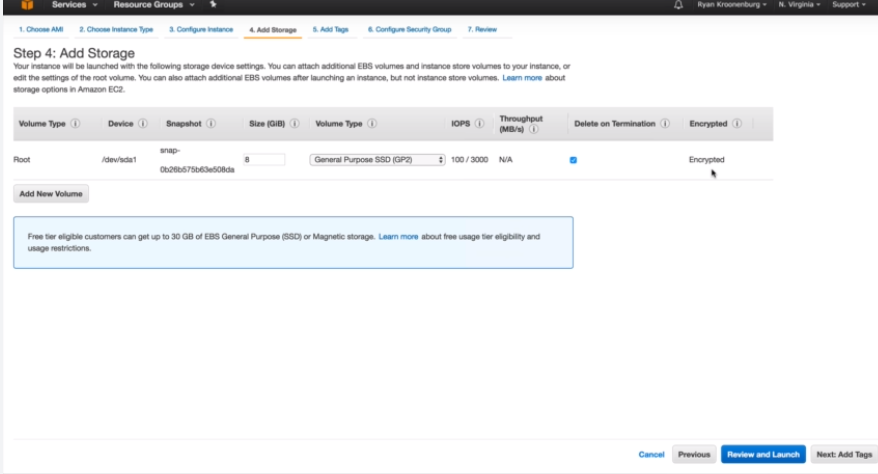 Services Resource Groups Ryan Kroonenburg N. Virginia Support
1. Choose AMI 2. Choose Instance Type 3. Configure Instance 4. Add Storage 5. Add Tags 6. Configure Security Group 7. Review
Step 4: Add Storage
Your instance will be launched with the following storage device settings. You can attach additional EBS volumes and instance store volumes to your instance, or
edit the settings of the root volume. You can also attach additional EBS volumes after launching an instance, but not instance store volumes. Learn more about
storage options in Amazon EC2.
Volume Type Device Snapshot Size (GiB) Volume Type IOPS Throughput (MB/s) Delete on Termination Encrypted
Root /dev/sda1 snap-0b26b575b63e508da 8 General Purpose SSD (GP2) 100 / 3000 N/A Encrypted
Add New Volume
Free tier eligible customers can get up to 30 GB of EBS General Purpose (SSD) or Magnetic storage. Learn more about free usage tier eligibility and
usage restrictions.
Cancel Previous Review and Launch Next: Add Tags